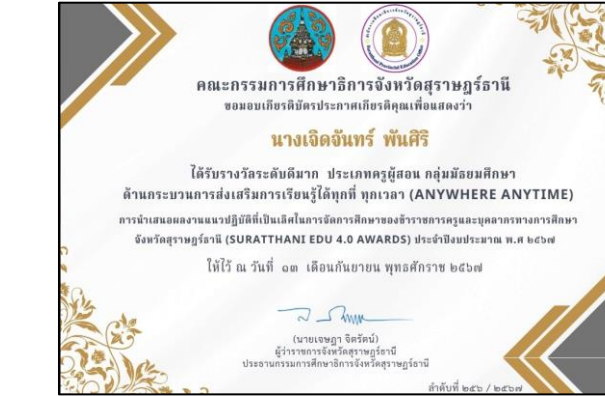 คณะกรรมการศึกษาธิการจังหวัดสุราษฎร์ธานี
ขอมอบเกียรติบัตรประกาศเกียรติคุณเพื่อแสดงว่า
นางเจิดจันทร์ พันศิริ
ได้รับรางวัลระดับดีมาก ประเภทครูผู้สอน กลุ่มมัธยมศึกษา
ด้านกระบวนการส่งเสริมการเรียนรู้ได้ทุกที่ ทุกเวลา (ANYWHERE ANYTIME)
การนำเสนอผลงานแนวปฏิบัติที่เป็นเลิศในการจัดการศึกษาของข้าราชการครูและบุคลากรทางการศึกษา
จังหวัดสุราษฎร์ธานี (SURATTHANI EDU 4.0 AWARDS) ประจำปีงบประมาณ พ.ศ ๒๕๖๗
ให้ไว้ ณ วันที่ ๑๓ เดือนกันยายน พุทธศักราช ๒๕๖๗
(นายเจษฎา จิตรัตน์)
ผู้ว่าราชการจังหวัดสุราษฎร์ธานี
ประธานกรรมการศึกษาธิการจังหวัดสุราษฎร์ธานี
ลำดับที่ ๒๕๖ / ๒๕๖๗